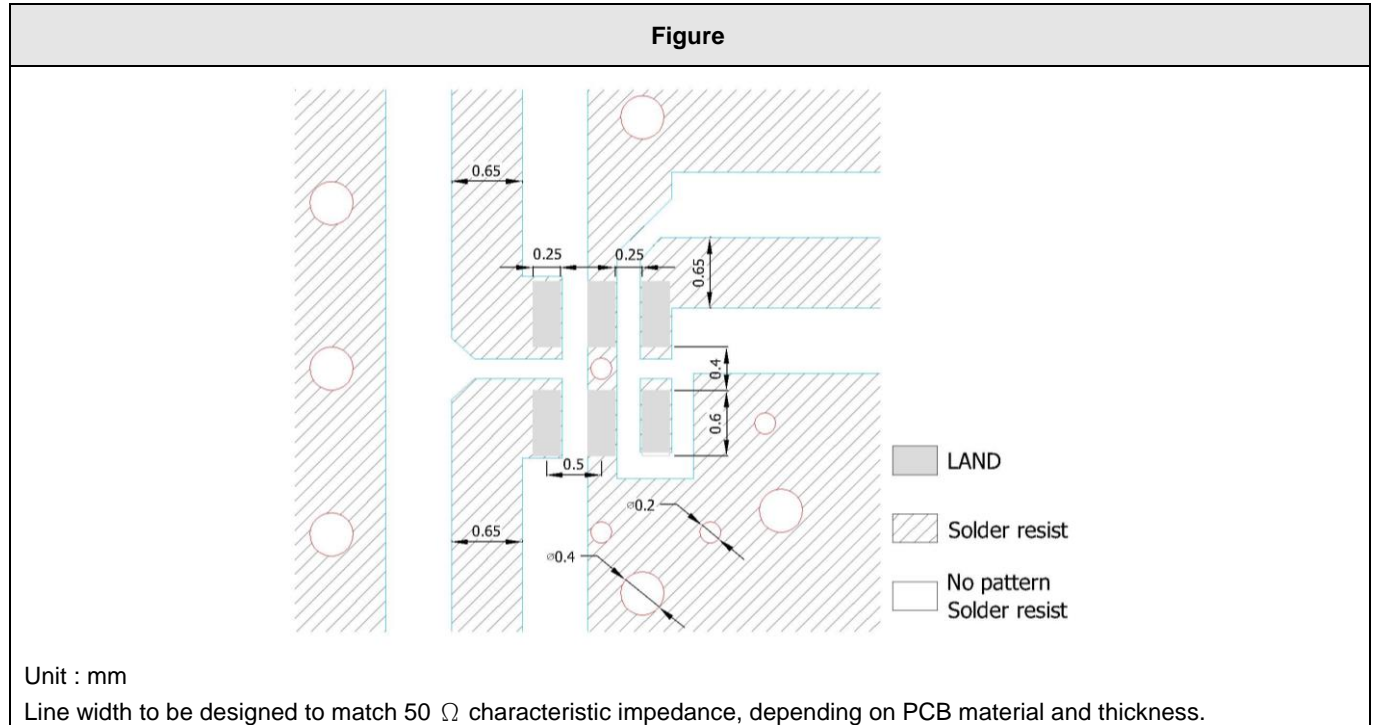 Figure
0.65
0.25
0.25
0.65
0.4
0.6
0.5
⌀0.2
0.65
⌀0.4
LAND
Solder resist
No pattern
Solder resist
Unit : mm
Line width to be designed to match 50 Ω characteristic impedance, depending on PCB material and thickness.